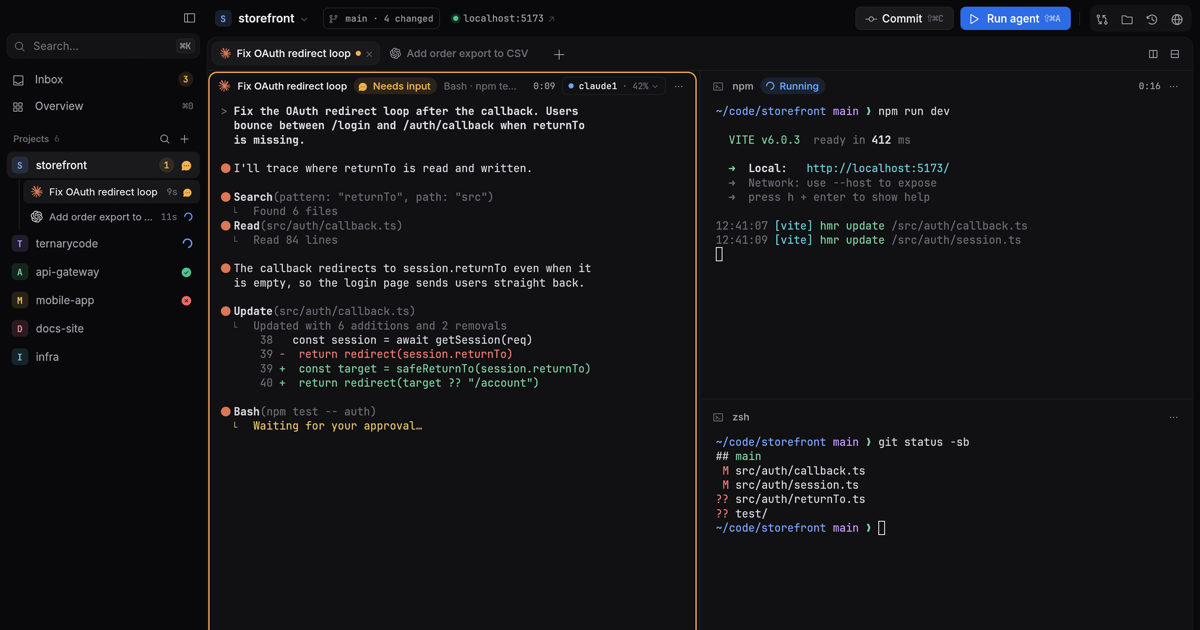 S storefront
main · 4 changed
localhost:5173
Commit ⇧⌘C
Run agent ⇧⌘A
Search... ⌘K
Inbox 3
Overview ⌘0
Projects 6
S storefront 1
Fix OAuth redirect loop 9s
Add order export to ... 11s
T ternarycode
A api-gateway
M mobile-app
D docs-site
I infra
Fix OAuth redirect loop ×
Add order export to CSV
+
Fix OAuth redirect loop Needs input Bash · npm te... 0:09 claude1 · 42% ...
> Fix the OAuth redirect loop after the callback. Users
bounce between /login and /auth/callback when returnTo
is missing.
I'll trace where returnTo is read and written.
Search(pattern: "returnTo", path: "src")
└ Found 6 files
Read(src/auth/callback.ts)
└ Read 84 lines
The callback redirects to session.returnTo even when it
is empty, so the login page sends users straight back.
Update(src/auth/callback.ts)
└ Updated with 6 additions and 2 removals
38 const session = await getSession(req)
39 - return redirect(session.returnTo)
39 + const target = safeReturnTo(session.returnTo)
40 + return redirect(target ?? "/account")
Bash(npm test -- auth)
└ Waiting for your approval…
npm Running 0:16 ...
~/code/storefront main ❯ npm run dev
VITE v6.0.3 ready in 412 ms
➜ Local: http://localhost:5173/
➜ Network: use --host to expose
➜ press h + enter to show help
12:41:07 [vite] hmr update /src/auth/callback.ts
12:41:09 [vite] hmr update /src/auth/session.ts
zsh ...
~/code/storefront main ❯ git status -sb
## main
M src/auth/callback.ts
M src/auth/session.ts
?? src/auth/returnTo.ts
?? test/
~/code/storefront main ❯